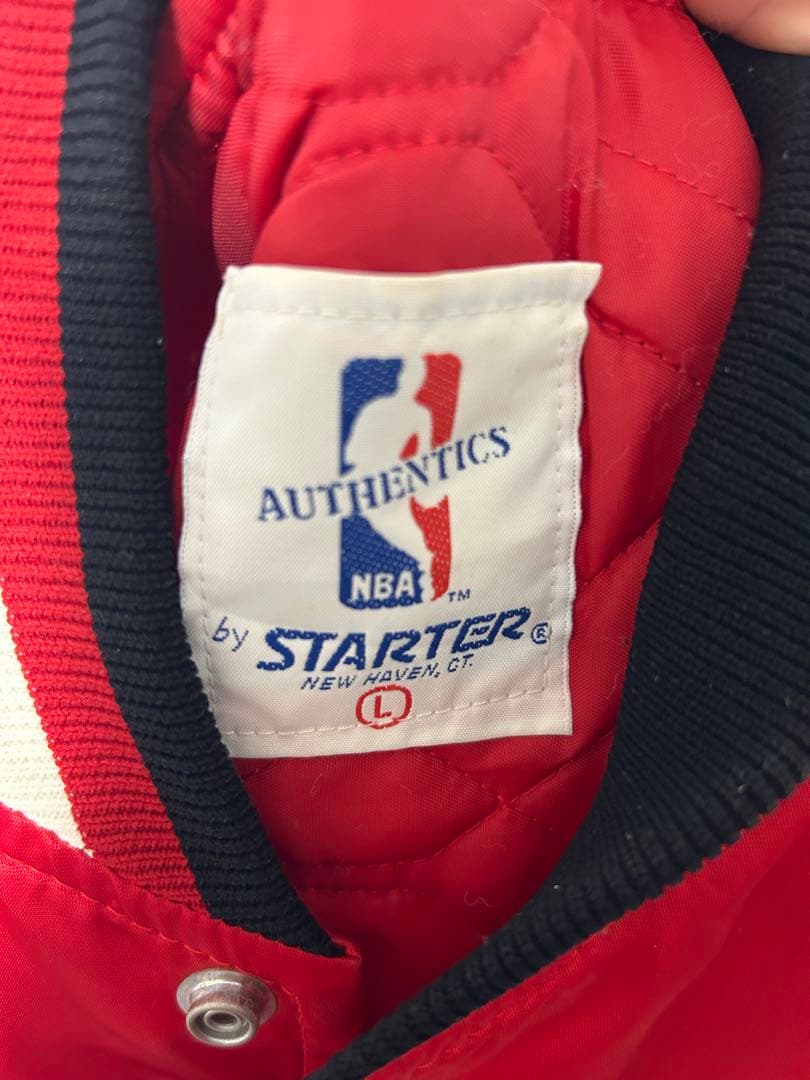 AUTHENTICS
NBA™
by STARTER®
NEW HAVEN, CT.
L